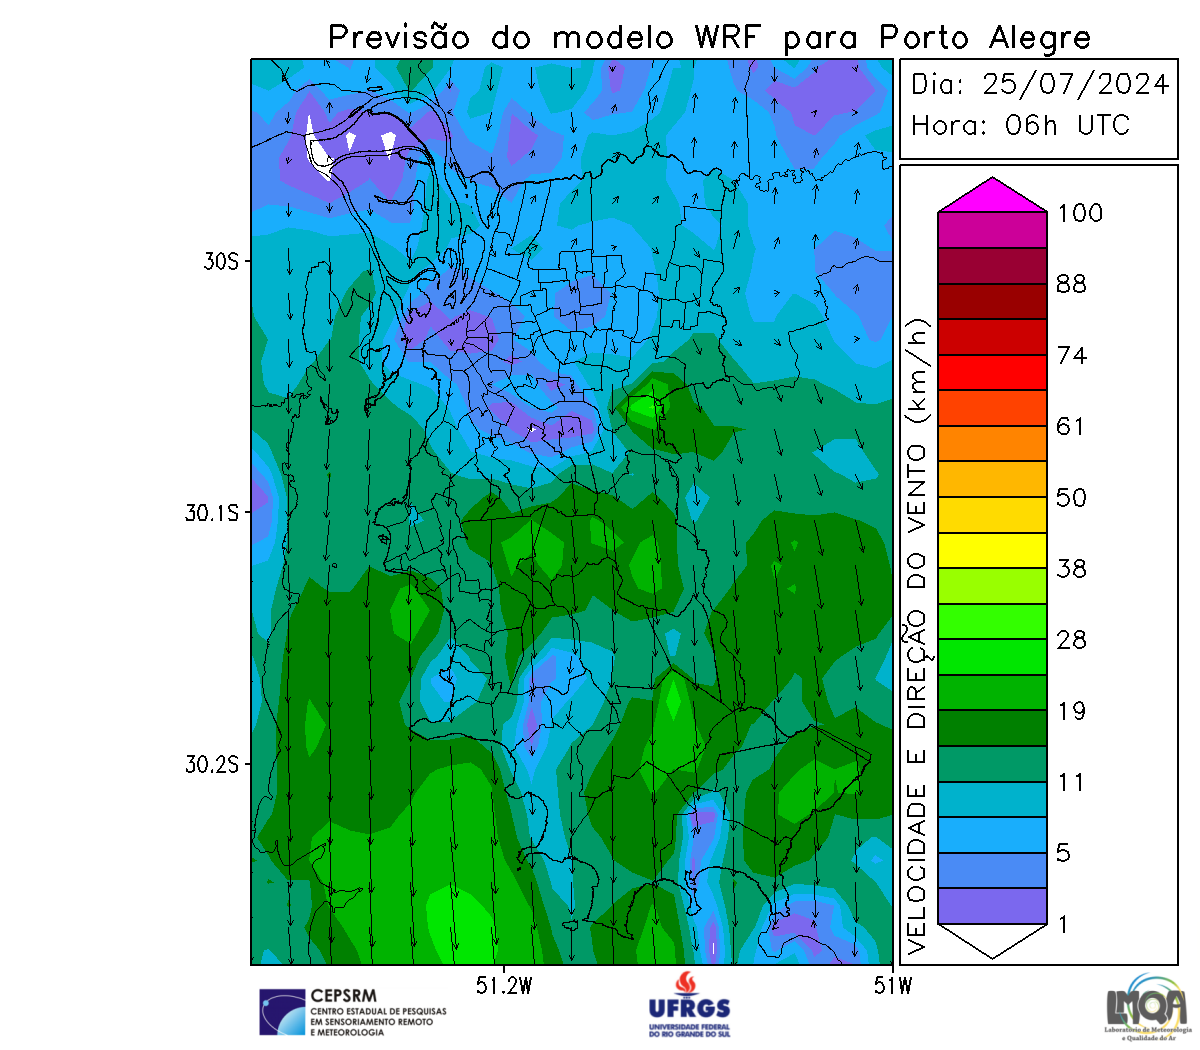 Previsão do modelo WRF para Porto Alegre
Dia: 25/07/2024
Hora: 06h UTC
30S
30.1S
30.2S
51.2W
51W
VELOCIDADE E DIREÇÃO DO VENTO (km/h)
100
88
74
61
50
38
28
19
11
5
1
CEPSRM
CENTRO ESTADUAL DE PESQUISAS
EM SENSORIAMENTO REMOTO
E METEOROLOGIA
UFRGS
UNIVERSIDADE FEDERAL
DO RIO GRANDE DO SUL
LMQA
Laboratório de Meteorologia
e Qualidade do Ar